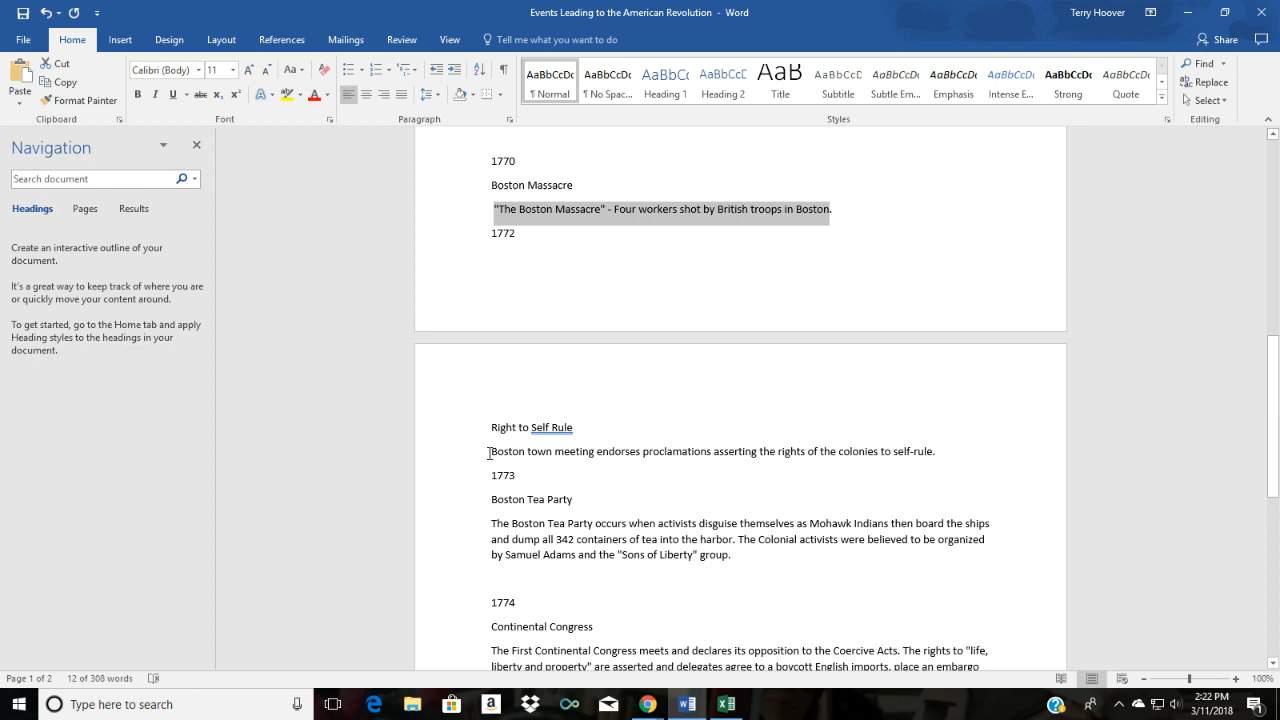 Events Leading to the American Revolution - Word
Terry Hoover
File Home Insert Design Layout References Mailings Review View Tell me what you want to do Share
Paste
Cut
Copy
Format Painter
Calibri (Body) 11 Aa
B I U abc x₂ x² A A
AaBbCcDc AaBbCcDc AaBbCc AaBbCcD AaB AaBbCcD AaBbCcDc AaBbCcDc AaBbCcDc AaBbCcDc AaBbCcDc
¶ Normal ¶ No Spac... Heading 1 Heading 2 Title Subtitle Subtle Em... Emphasis Intense E... Strong Quote
Find
Replace
Select
Clipboard Font Paragraph Styles Editing
Navigation
Search document
Headings Pages Results
Create an interactive outline of your
document.
It's a great way to keep track of where you are
or quickly move your content around.
To get started, go to the Home tab and apply
Heading styles to the headings in your
document.
1770
Boston Massacre
"The Boston Massacre" - Four workers shot by British troops in Boston.
1772
Right to Self Rule
Boston town meeting endorses proclamations asserting the rights of the colonies to self-rule.
1773
Boston Tea Party
The Boston Tea Party occurs when activists disguise themselves as Mohawk Indians then board the ships
and dump all 342 containers of tea into the harbor. The Colonial activists were believed to be organized
by Samuel Adams and the "Sons of Liberty" group.
1774
Continental Congress
The First Continental Congress meets and declares its opposition to the Coercive Acts. The rights to "life,
liberty and property" are asserted and delegates agree to a boycott English imports, place an embargo
Page 1 of 2 12 of 308 words
100%
Type here to search
2:22 PM
3/11/2018